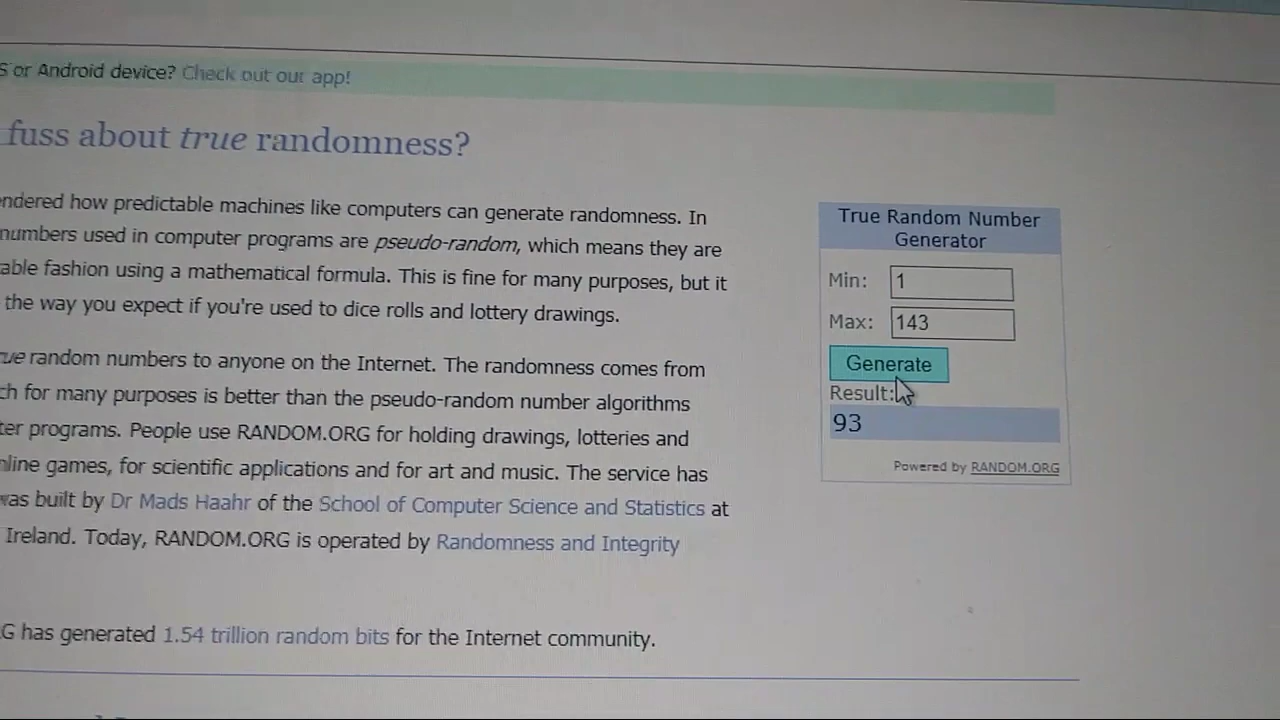 S or Android device? Check out our app!
fuss about true randomness?
ndered how predictable machines like computers can generate randomness. In
numbers used in computer programs are pseudo-random, which means they are
able fashion using a mathematical formula. This is fine for many purposes, but it
the way you expect if you're used to dice rolls and lottery drawings.
ue random numbers to anyone on the Internet. The randomness comes from
ch for many purposes is better than the pseudo-random number algorithms
ter programs. People use RANDOM.ORG for holding drawings, lotteries and
nline games, for scientific applications and for art and music. The service has
was built by Dr Mads Haahr of the School of Computer Science and Statistics at
Ireland. Today, RANDOM.ORG is operated by Randomness and Integrity
G has generated 1.54 trillion random bits for the Internet community.
True Random Number
Generator
Min: 1
Max: 143
Generate
Result:
93
Powered by RANDOM.ORG